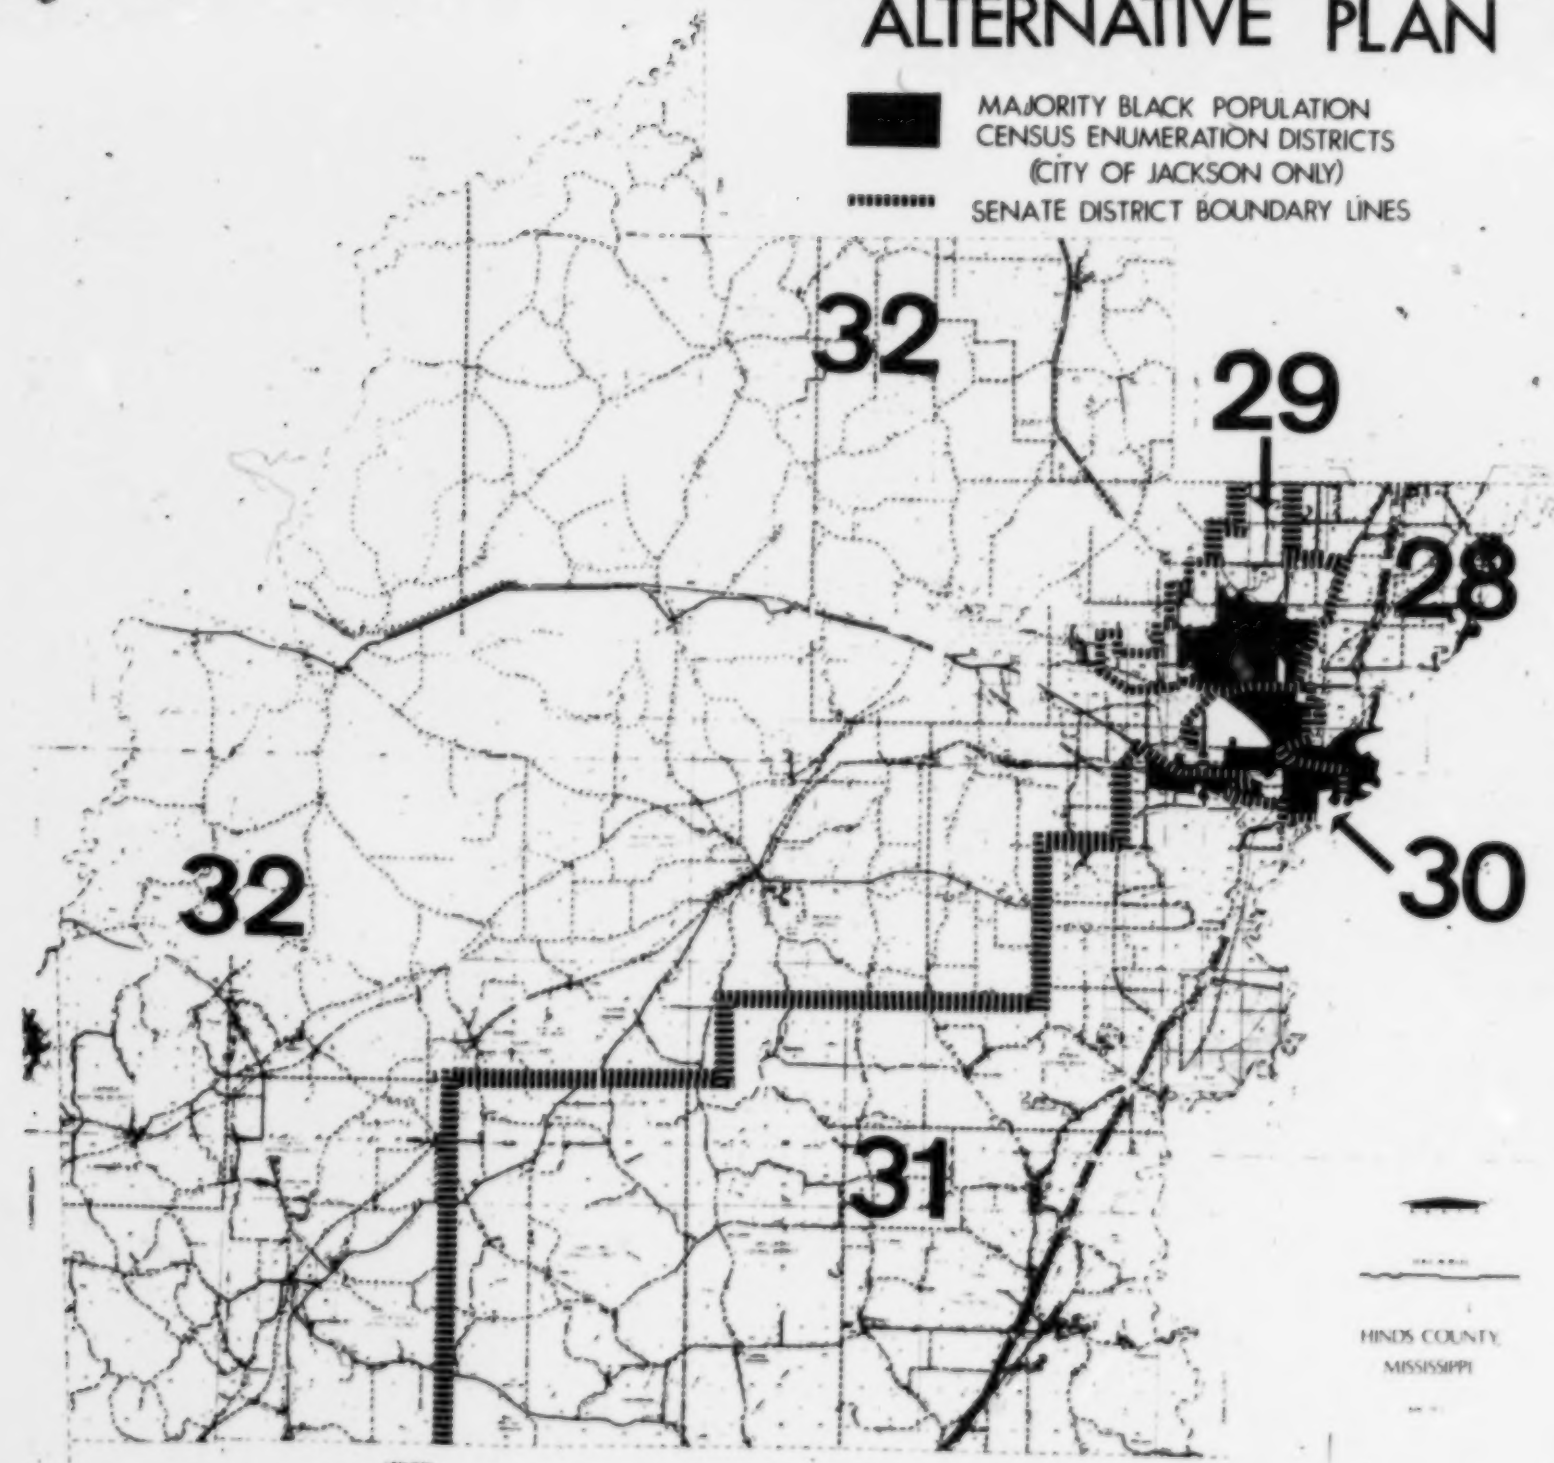 ALTERNATIVE PLAN
MAJORITY BLACK POPULATION
CENSUS ENUMERATION DISTRICTS
(CITY OF JACKSON ONLY)
SENATE DISTRICT BOUNDARY LINES
32
29
28
32
30
31
HINDS COUNTY,
MISSISSIPPI